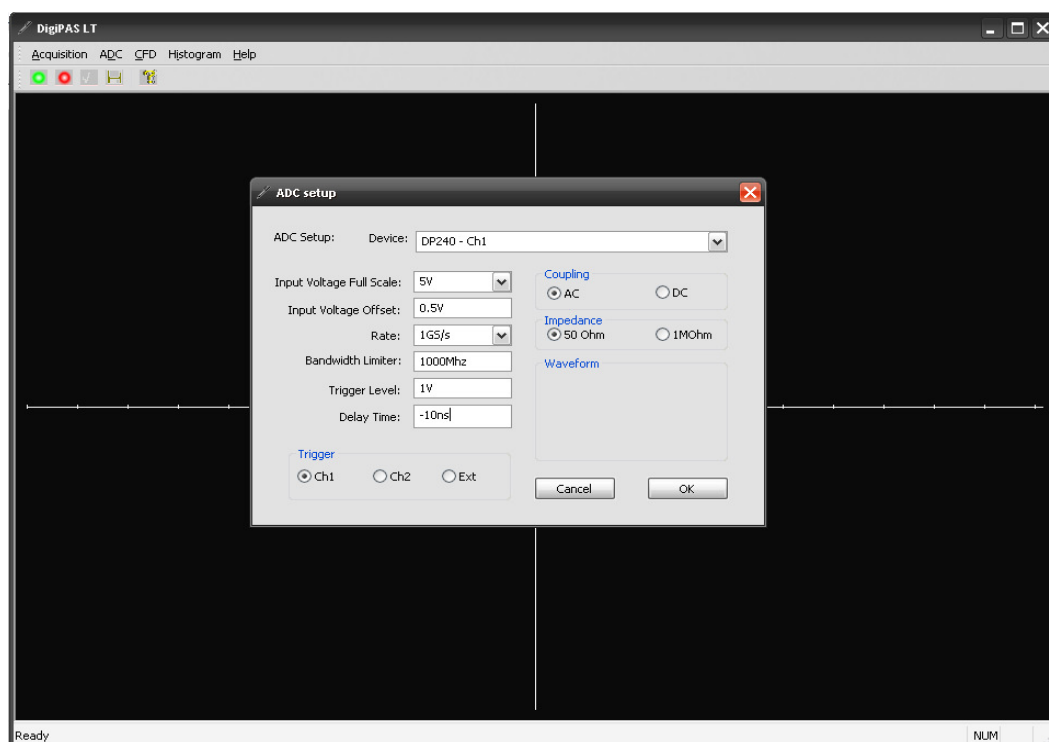 DigiPAS LT
Acquisition ADC CFD Histogram Help
ADC setup
ADC Setup: Device: DP240 - Ch1
Input Voltage Full Scale: 5V
Input Voltage Offset: 0.5V
Rate: 1GS/s
Bandwidth Limiter: 1000Mhz
Trigger Level: 1V
Delay Time: -10ns
Trigger
Ch1 Ch2 Ext
Coupling
AC DC
Impedance
50 Ohm 1MOhm
Waveform
Cancel OK
Ready NUM